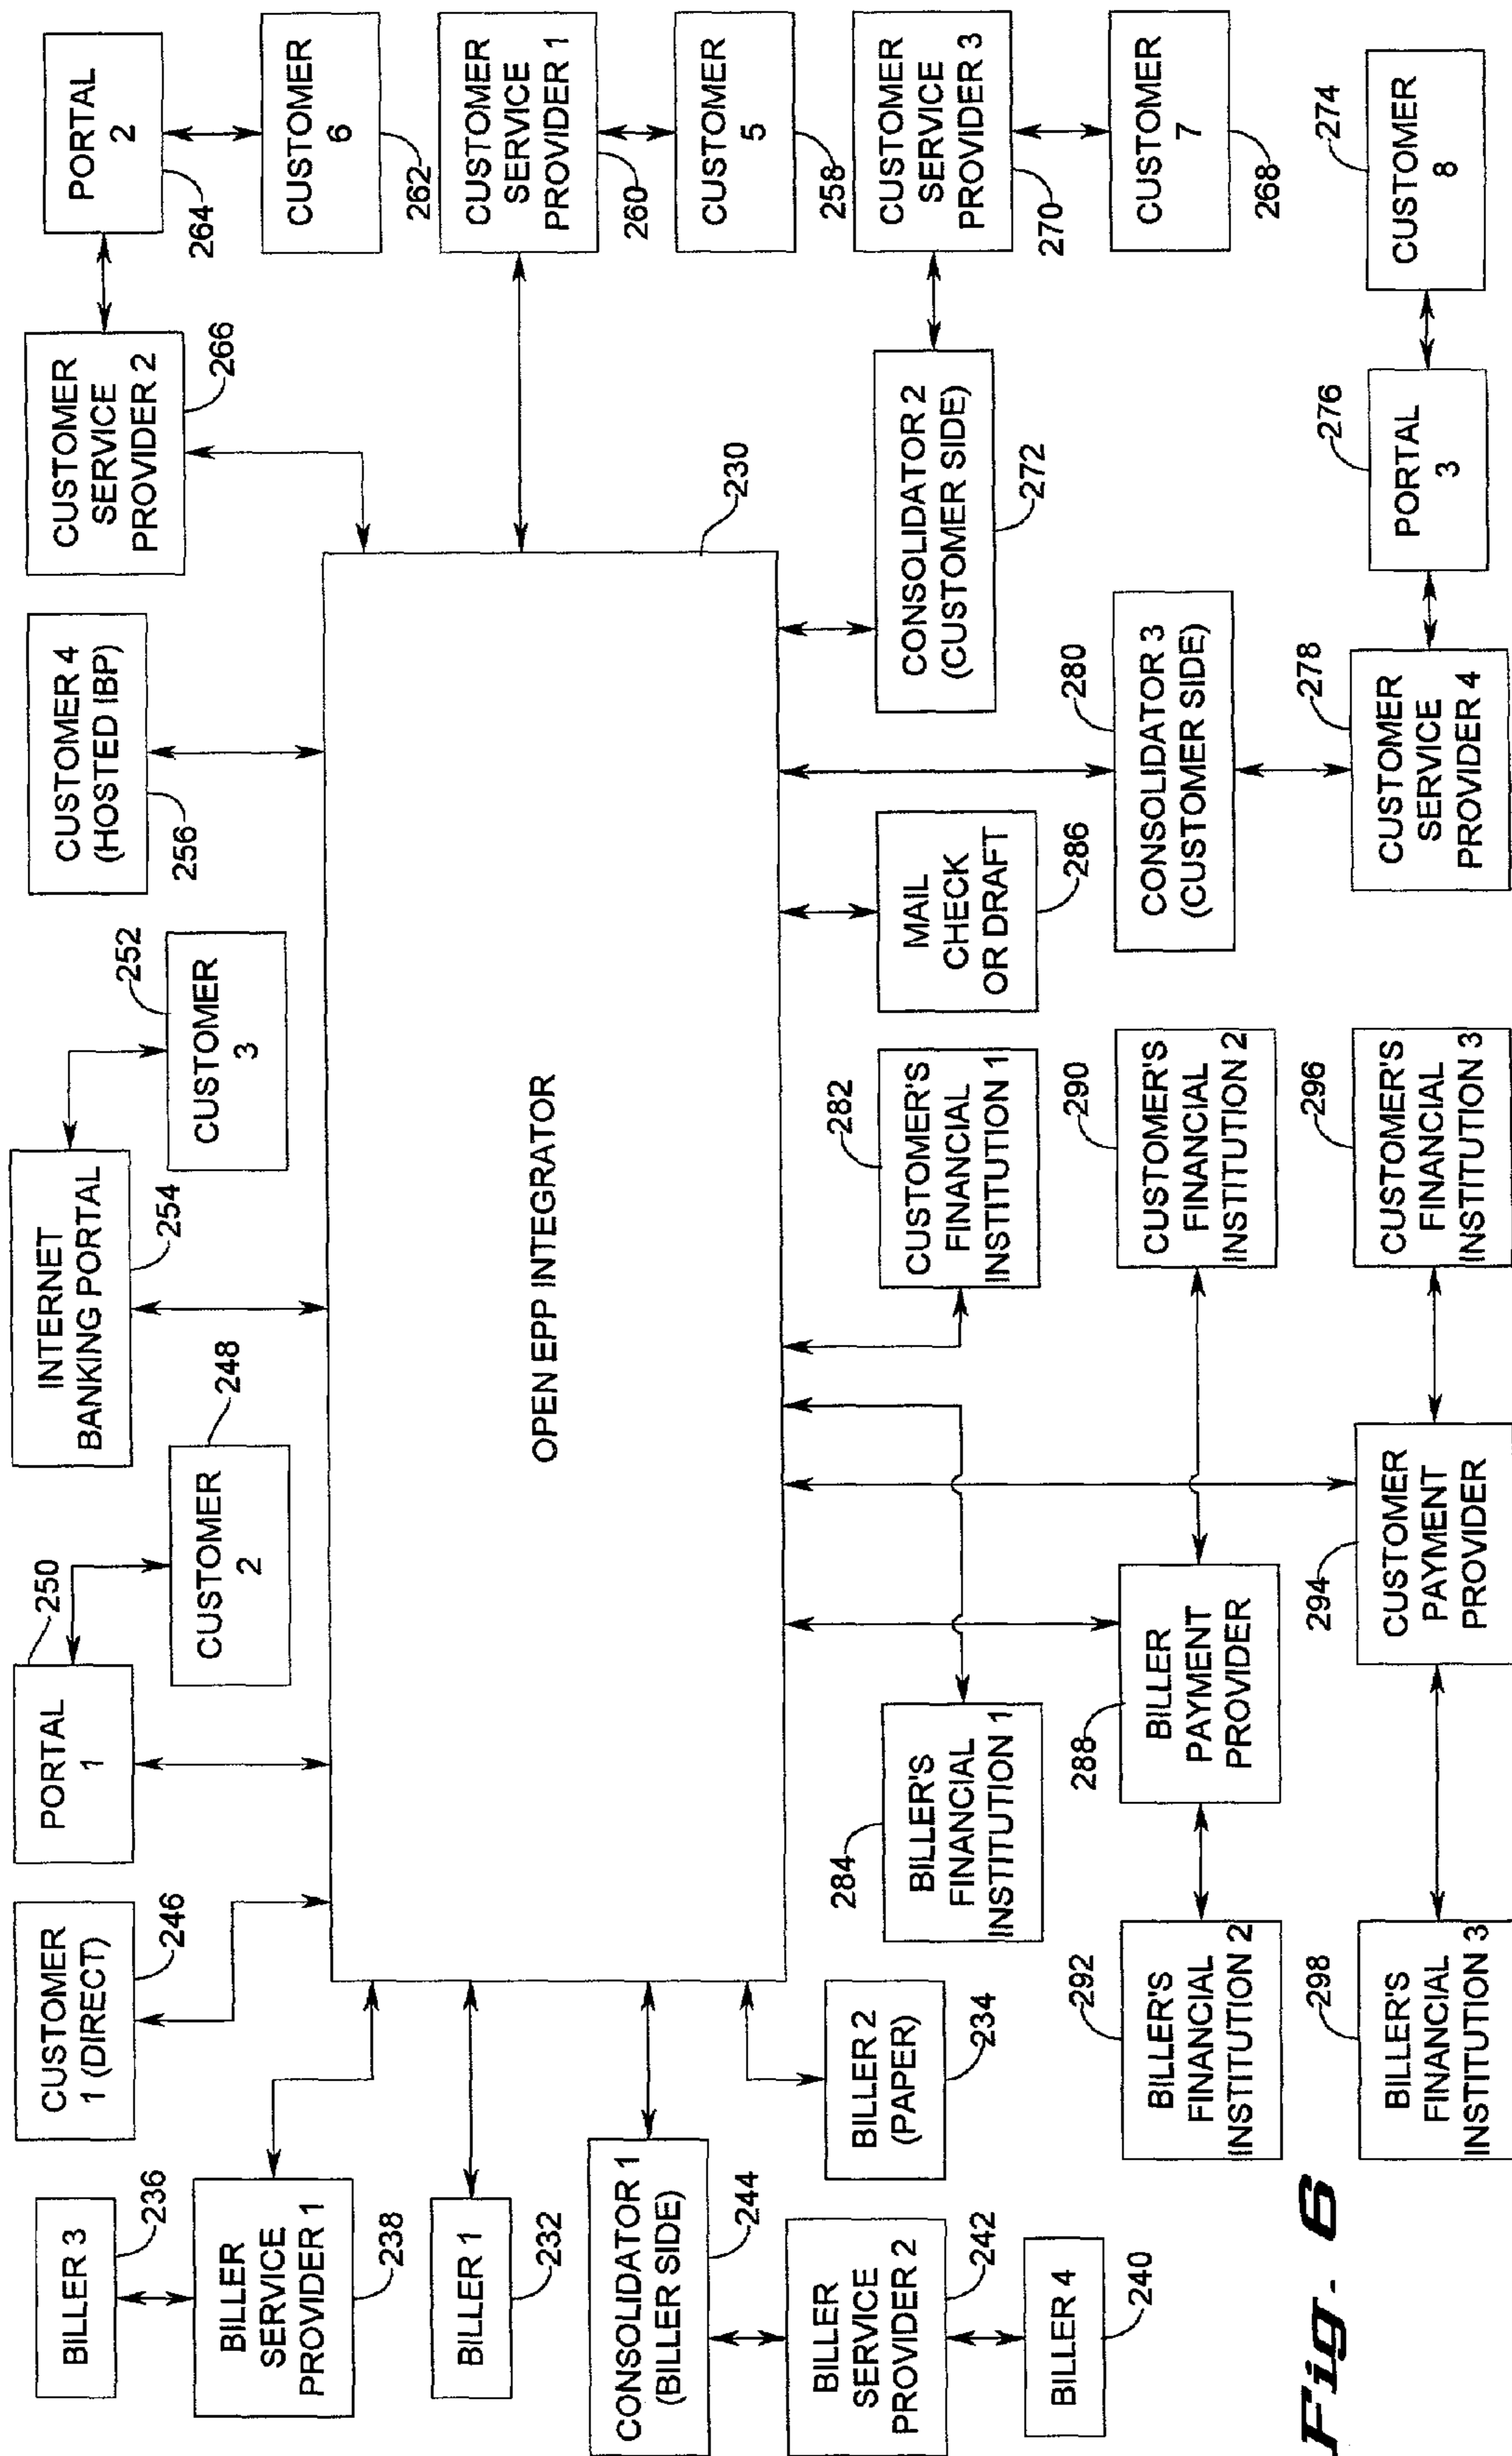 BILLER 3
236
BILLER
SERVICE
PROVIDER 1
238
BILLER 1
232
CONSOLIDATOR 1
(BILLER SIDE)
244
BILLER
SERVICE
PROVIDER 2
242
BILLER 4
240
CUSTOMER
1 (DIRECT)
246
PORTAL
1
250
CUSTOMER
2
248
INTERNET
BANKING PORTAL
254
CUSTOMER
3
252
CUSTOMER 4
(HOSTED IBP)
256
CUSTOMER
SERVICE
PROVIDER 2
266
PORTAL
2
264
CUSTOMER
6
262
CUSTOMER
SERVICE
PROVIDER 1
260
CUSTOMER
5
258
CUSTOMER
SERVICE
PROVIDER 3
270
CUSTOMER
7
268
OPEN EPP INTEGRATOR
230
BILLER 2
(PAPER)
234
BILLER'S
FINANCIAL
INSTITUTION 1
284
CUSTOMER'S
FINANCIAL
INSTITUTION 1
282
MAIL
CHECK
OR DRAFT
286
CONSOLIDATOR 2
(CUSTOMER SIDE)
272
BILLER'S
FINANCIAL
INSTITUTION 2
292
BILLER
PAYMENT
PROVIDER
288
CUSTOMER'S
FINANCIAL
INSTITUTION 2
290
CONSOLIDATOR 3
(CUSTOMER SIDE)
280
BILLER'S
FINANCIAL
INSTITUTION 3
298
CUSTOMER
PAYMENT
PROVIDER
294
CUSTOMER'S
FINANCIAL
INSTITUTION 3
296
CUSTOMER
SERVICE
PROVIDER 4
278
PORTAL
3
276
CUSTOMER
8
274
Fig. 6